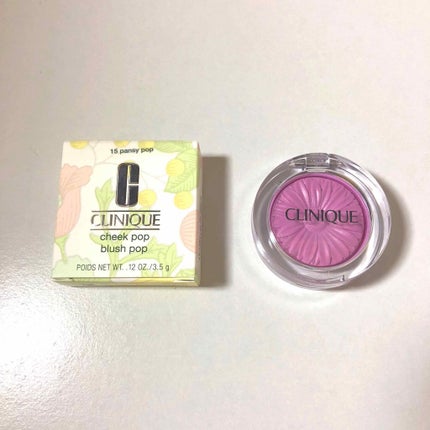 15 pansy pop
C
CLINIQUE
cheek pop
blush pop
POIDS NET WT. .12 OZ./3.5 g
CLINIQUE